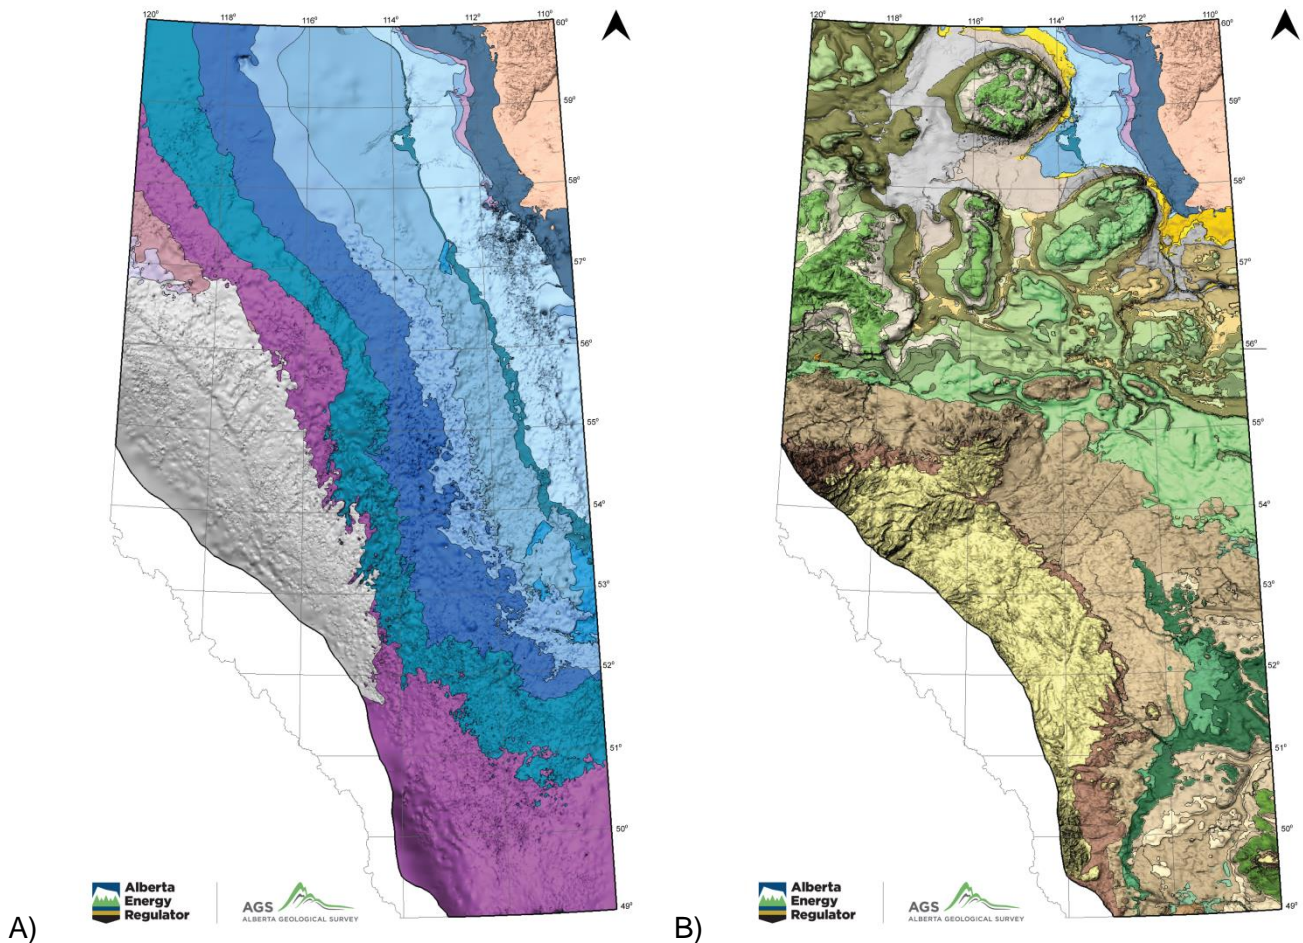 120° 118° 116° 114° 112° 110°
60°
59°
58°
57°
56°
55°
54°
53°
52°
51°
50°
49°
Alberta
Energy
Regulator
AGS
ALBERTA GEOLOGICAL SURVEY
A)
120° 118° 116° 114° 112° 110°
60°
59°
58°
57°
56°
55°
54°
53°
52°
51°
50°
49°
Alberta
Energy
Regulator
AGS
ALBERTA GEOLOGICAL SURVEY
B)